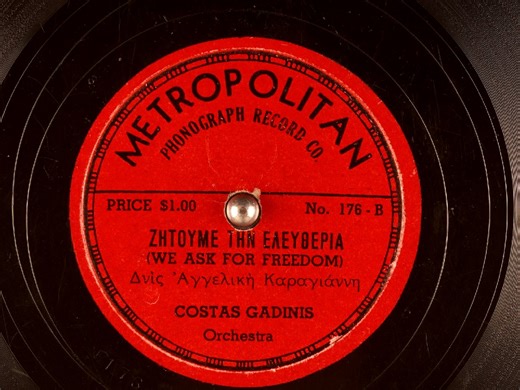 METROPOLITAN
PHONOGRAPH RECORD CO.
PRICE $1.00 No. 176-B
ΖΗΤΟΥΜΕ ΤΗΝ ΕΛΕΥΘΕΡΙΑ
(WE ASK FOR FREEDOM)
Δνὶς Ἀγγελικὴ Καραγιάννη
COSTAS GADINIS
Orchestra